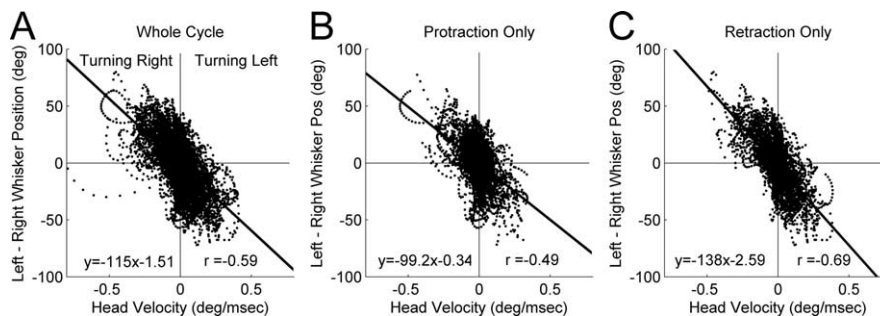 A
Whole Cycle
Turning Right
Turning Left
Left - Right Whisker Position (deg)
100
50
0
-50
-100
y=-115x-1.51
r =-0.59
-0.5
0
0.5
Head Velocity (deg/msec)
B
Protraction Only
Left - Right Whisker Pos (deg)
100
50
0
-50
-100
y=-99.2x-0.34
r =-0.49
-0.5
0
0.5
Head Velocity (deg/msec)
C
Retraction Only
Left - Right Whisker Pos (deg)
100
50
0
-50
-100
y=-138x-2.59
r =-0.69
-0.5
0
0.5
Head Velocity (deg/msec)